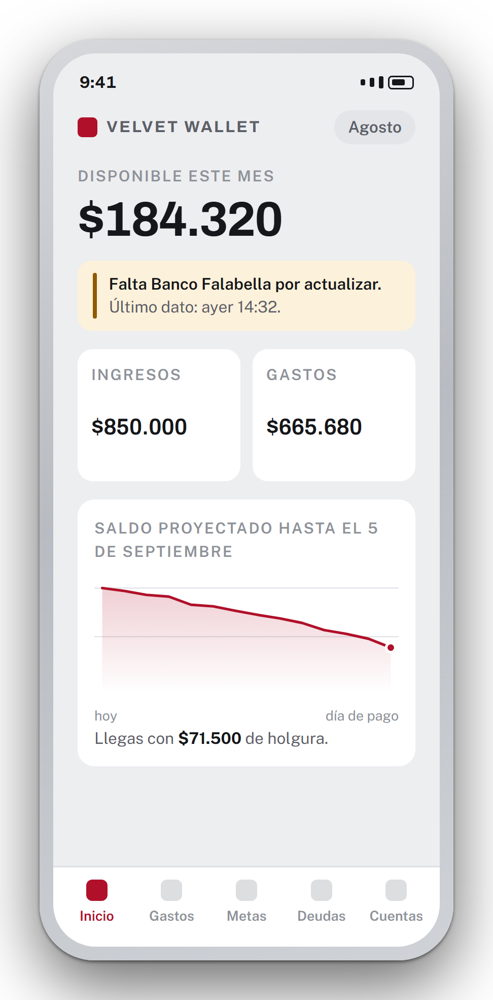 9:41
VELVET WALLET
Agosto
DISPONIBLE ESTE MES
$184.320
Falta Banco Falabella por actualizar.
Último dato: ayer 14:32.
INGRESOS
GASTOS
$850.000
$665.680
SALDO PROYECTADO HASTA EL 5
DE SEPTIEMBRE
hoy
día de pago
Llegas con $71.500 de holgura.
Inicio
Gastos
Metas
Deudas
Cuentas